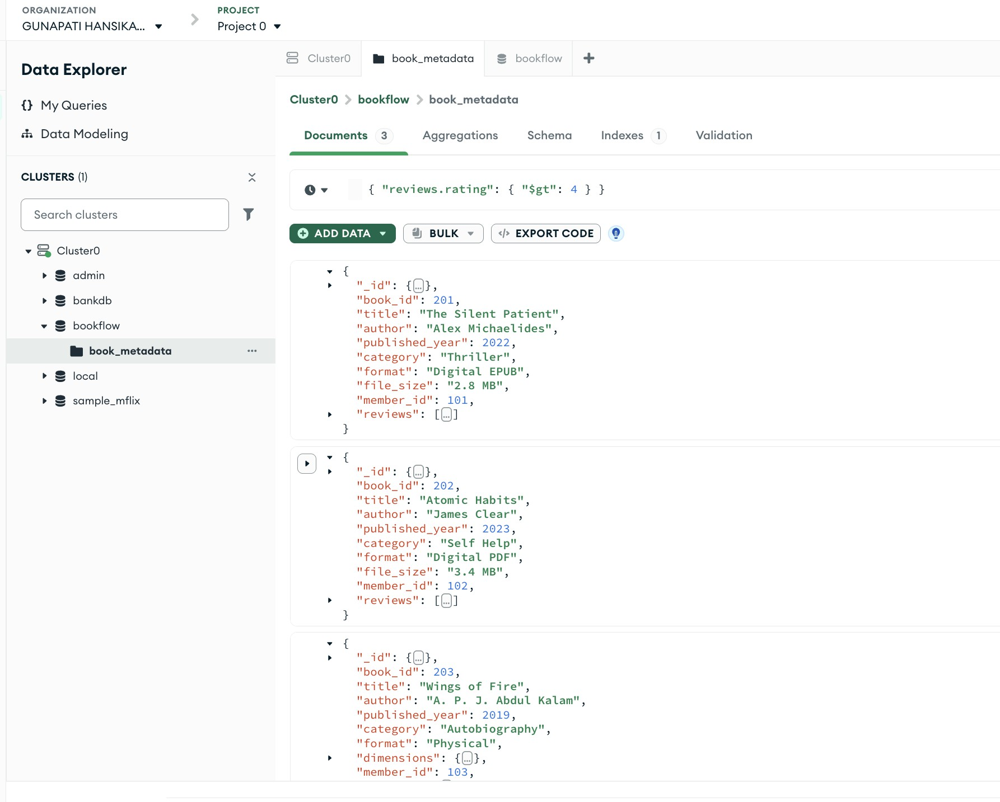 ORGANIZATION
GUNAPATI HANSIKA...
PROJECT
Project 0
Data Explorer
My Queries
Data Modeling
CLUSTERS (1)
Search clusters
Cluster0
admin
bankdb
bookflow
book_metadata
local
sample_mflix
Cluster0
book_metadata
bookflow
Cluster0 > bookflow > book_metadata
Documents 3 Aggregations Schema Indexes 1 Validation
{ "reviews.rating": { "$gt": 4 } }
ADD DATA BULK </> EXPORT CODE
{
"_id": {…},
"book_id": 201,
"title": "The Silent Patient",
"author": "Alex Michaelides",
"published_year": 2022,
"category": "Thriller",
"format": "Digital EPUB",
"file_size": "2.8 MB",
"member_id": 101,
"reviews": […]
}
{
"_id": {…},
"book_id": 202,
"title": "Atomic Habits",
"author": "James Clear",
"published_year": 2023,
"category": "Self Help",
"format": "Digital PDF",
"file_size": "3.4 MB",
"member_id": 102,
"reviews": […]
}
{
"_id": {…},
"book_id": 203,
"title": "Wings of Fire",
"author": "A. P. J. Abdul Kalam",
"published_year": 2019,
"category": "Autobiography",
"format": "Physical",
"dimensions": {…},
"member_id": 103,